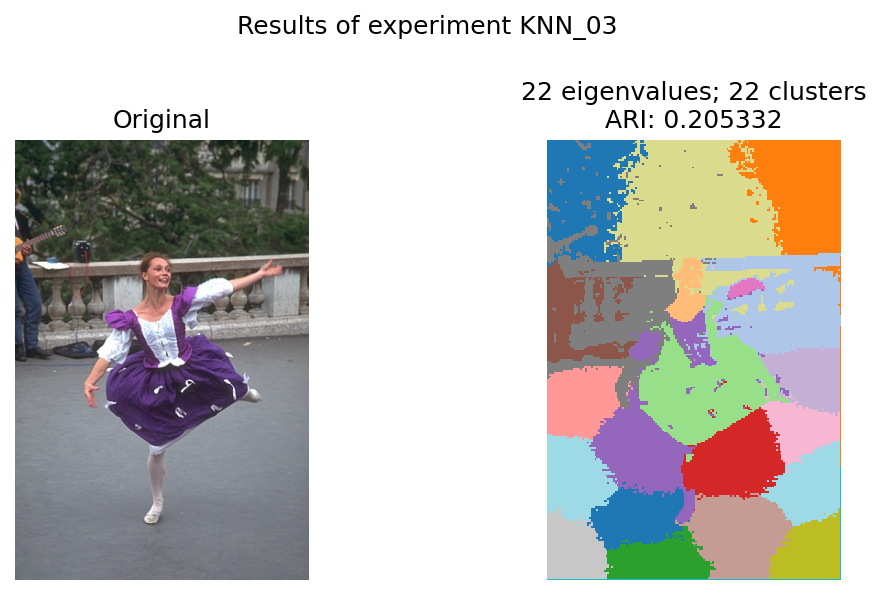 Results of experiment KNN_03
Original
22 eigenvalues; 22 clusters
ARI: 0.205332